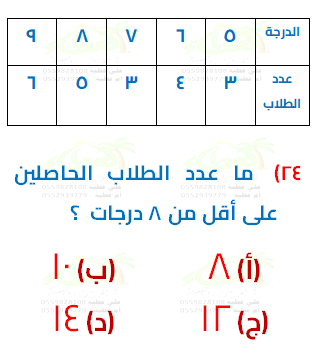 الدرجة ٥ ٦ ٧ ٨ ٩
عدد الطلاب ٣ ٤ ٣ ٥ ٦
٢٤) ما عدد الطلاب الحاصلين
على أقل من ٨ درجات ؟
(أ) ٨ (ب) ١٠
(ج) ١٢ (د) ١٤